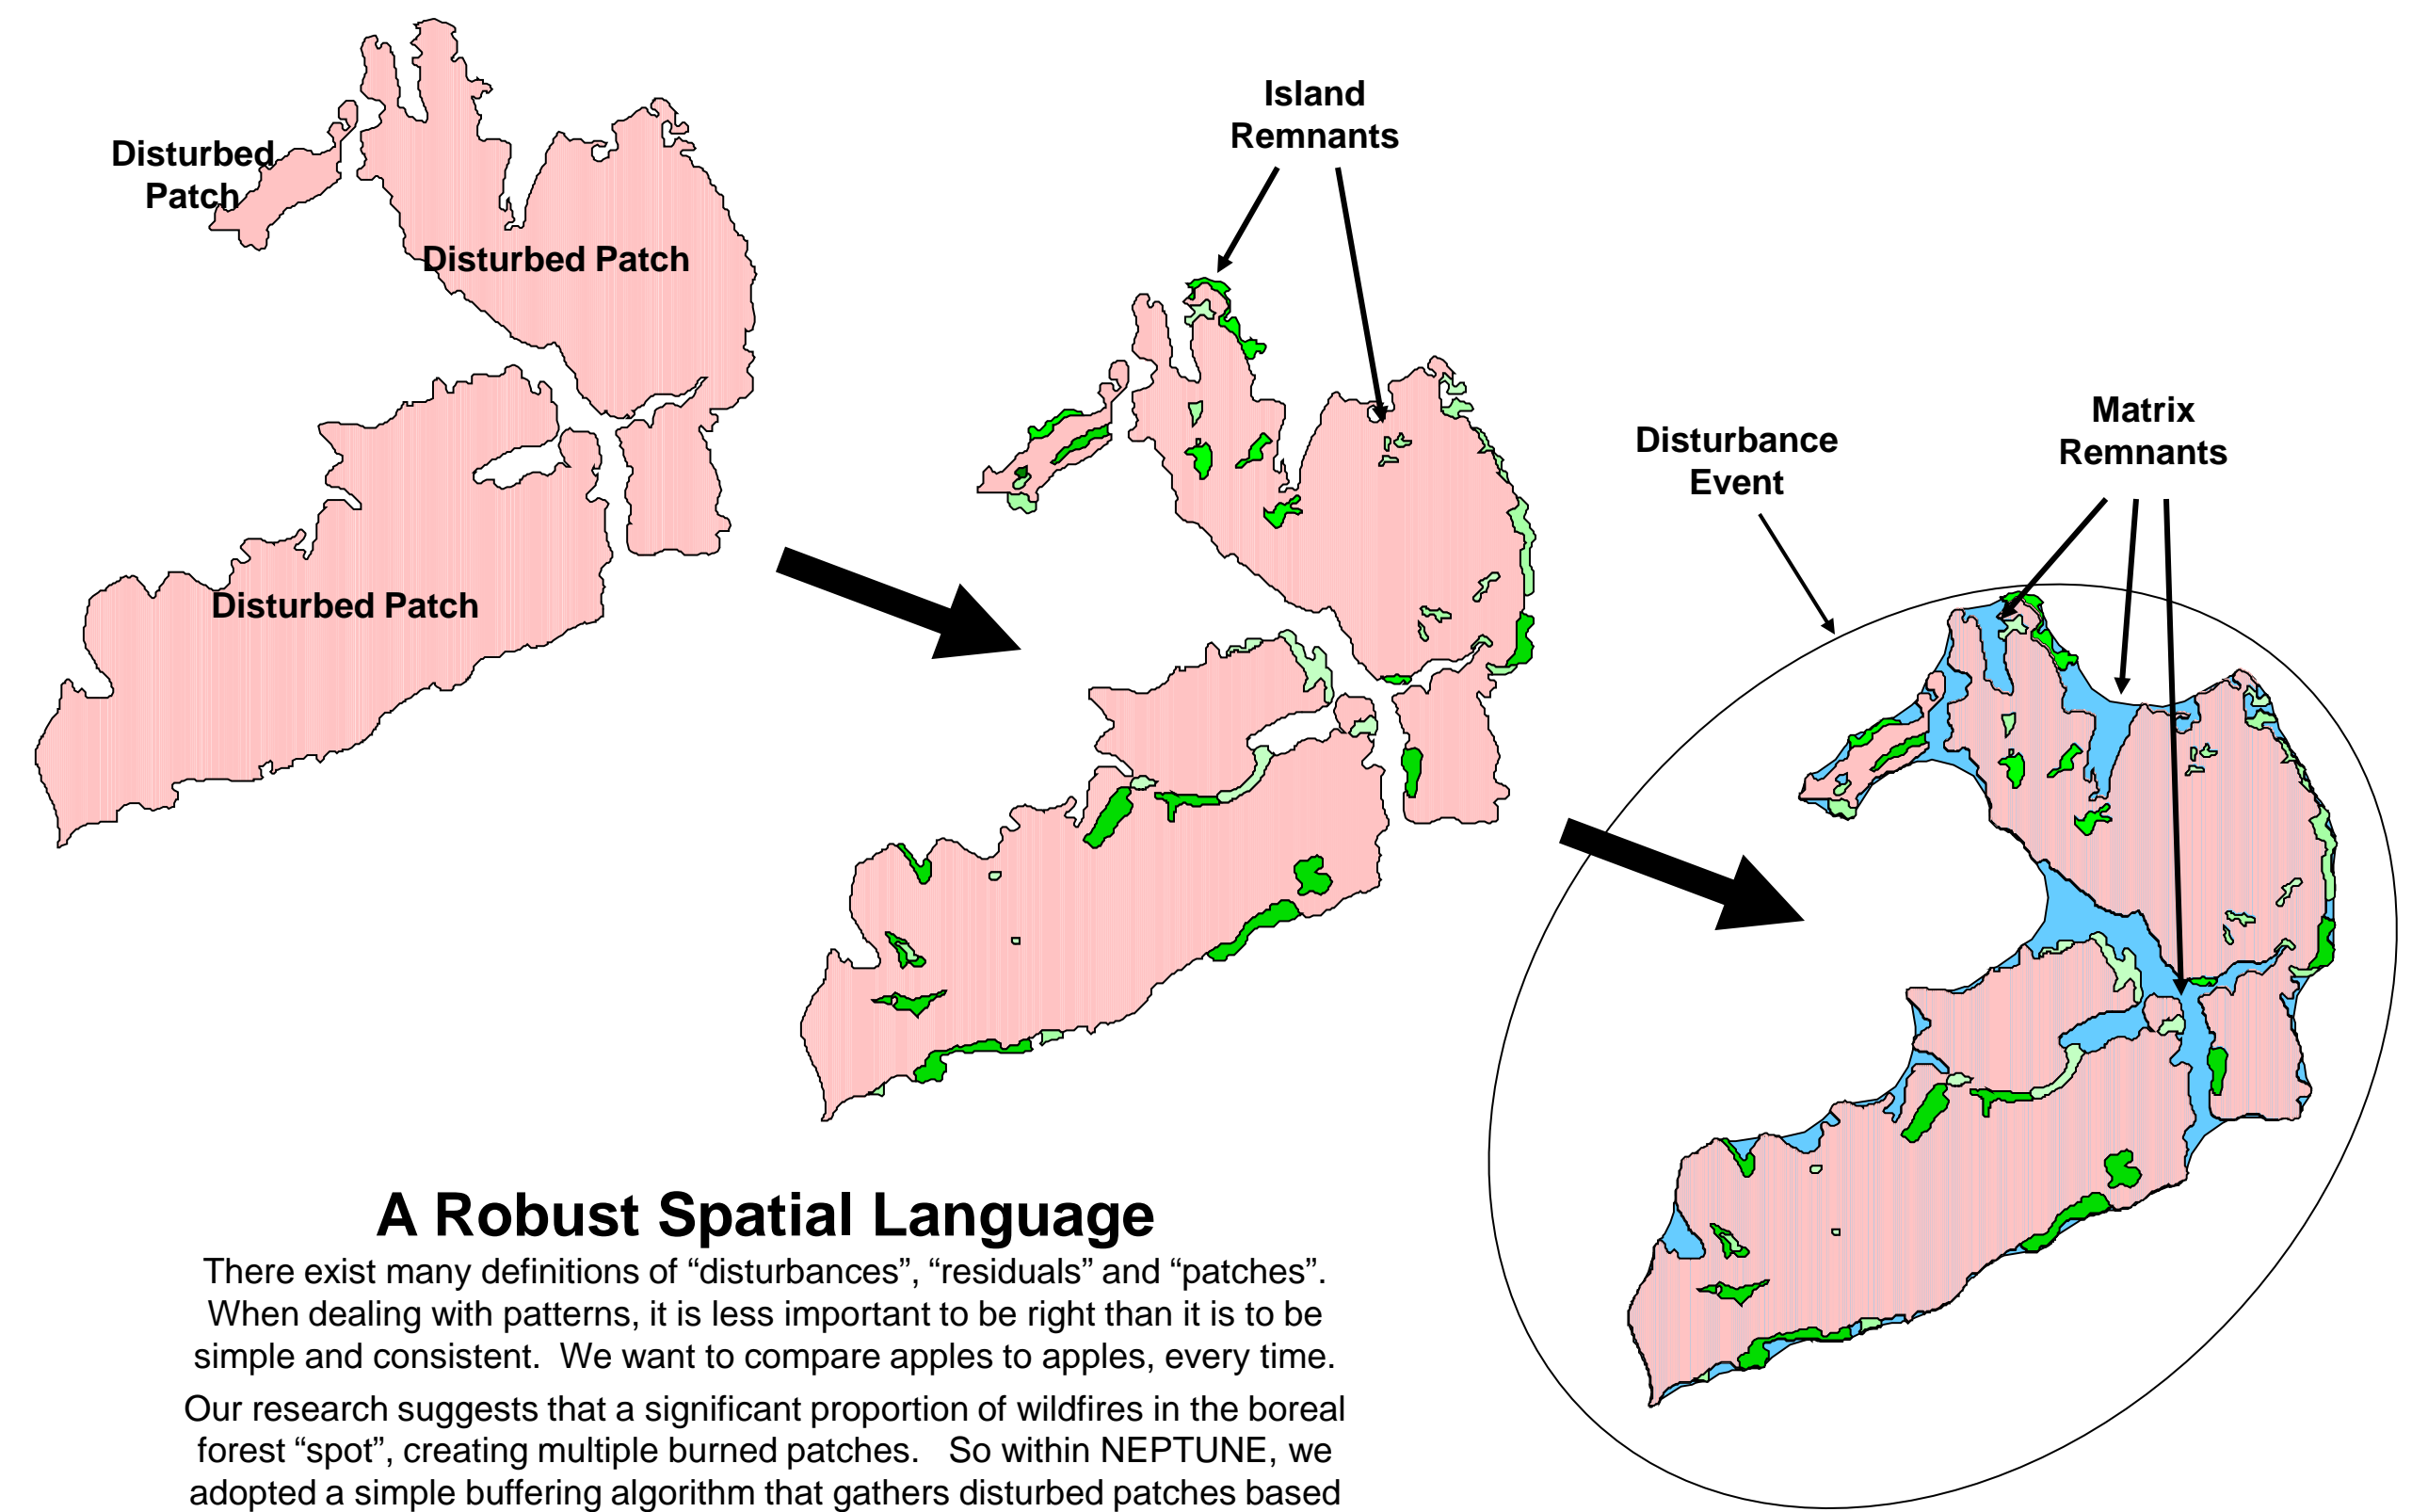 Disturbed
Patch
Disturbed Patch
Disturbed Patch
Island
Remnants
Disturbance
Event
Matrix
Remnants
A Robust Spatial Language
There exist many definitions of “disturbances”, “residuals” and “patches”.
When dealing with patterns, it is less important to be right than it is to be
simple and consistent.  We want to compare apples to apples, every time.
Our research suggests that a significant proportion of wildfires in the boreal
forest “spot”, creating multiple burned patches.   So within NEPTUNE, we
adopted a simple buffering algorithm that gathers disturbed patches based